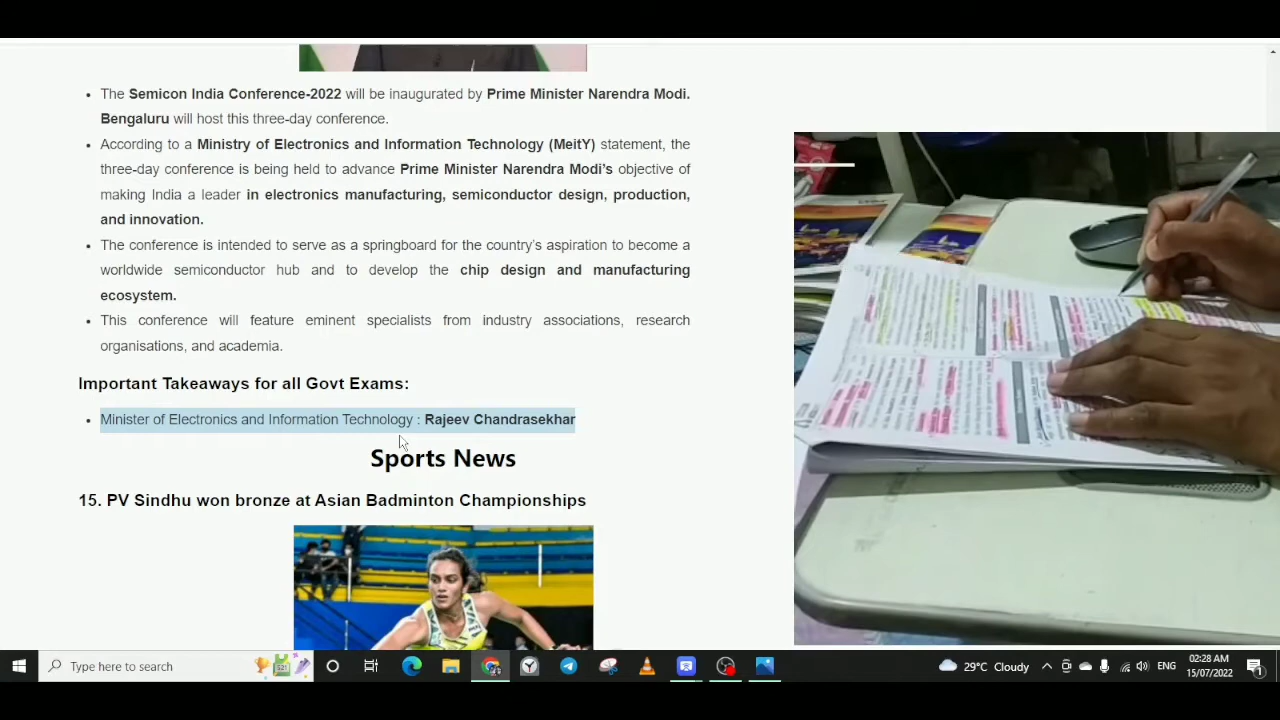 The Semicon India Conference-2022 will be inaugurated by Prime Minister Narendra Modi.
Bengaluru will host this three-day conference.
According to a Ministry of Electronics and Information Technology (MeitY) statement, the
three-day conference is being held to advance Prime Minister Narendra Modi's objective of
making India a leader in electronics manufacturing, semiconductor design, production,
and innovation.
The conference is intended to serve as a springboard for the country's aspiration to become a
worldwide semiconductor hub and to develop the chip design and manufacturing
ecosystem.
This conference will feature eminent specialists from industry associations, research
organisations, and academia.
Important Takeaways for all Govt Exams:
Minister of Electronics and Information Technology : Rajeev Chandrasekhar
Sports News
15. PV Sindhu won bronze at Asian Badminton Championships
Type here to search
29°C Cloudy
ENG
02:28 AM
15/07/2022